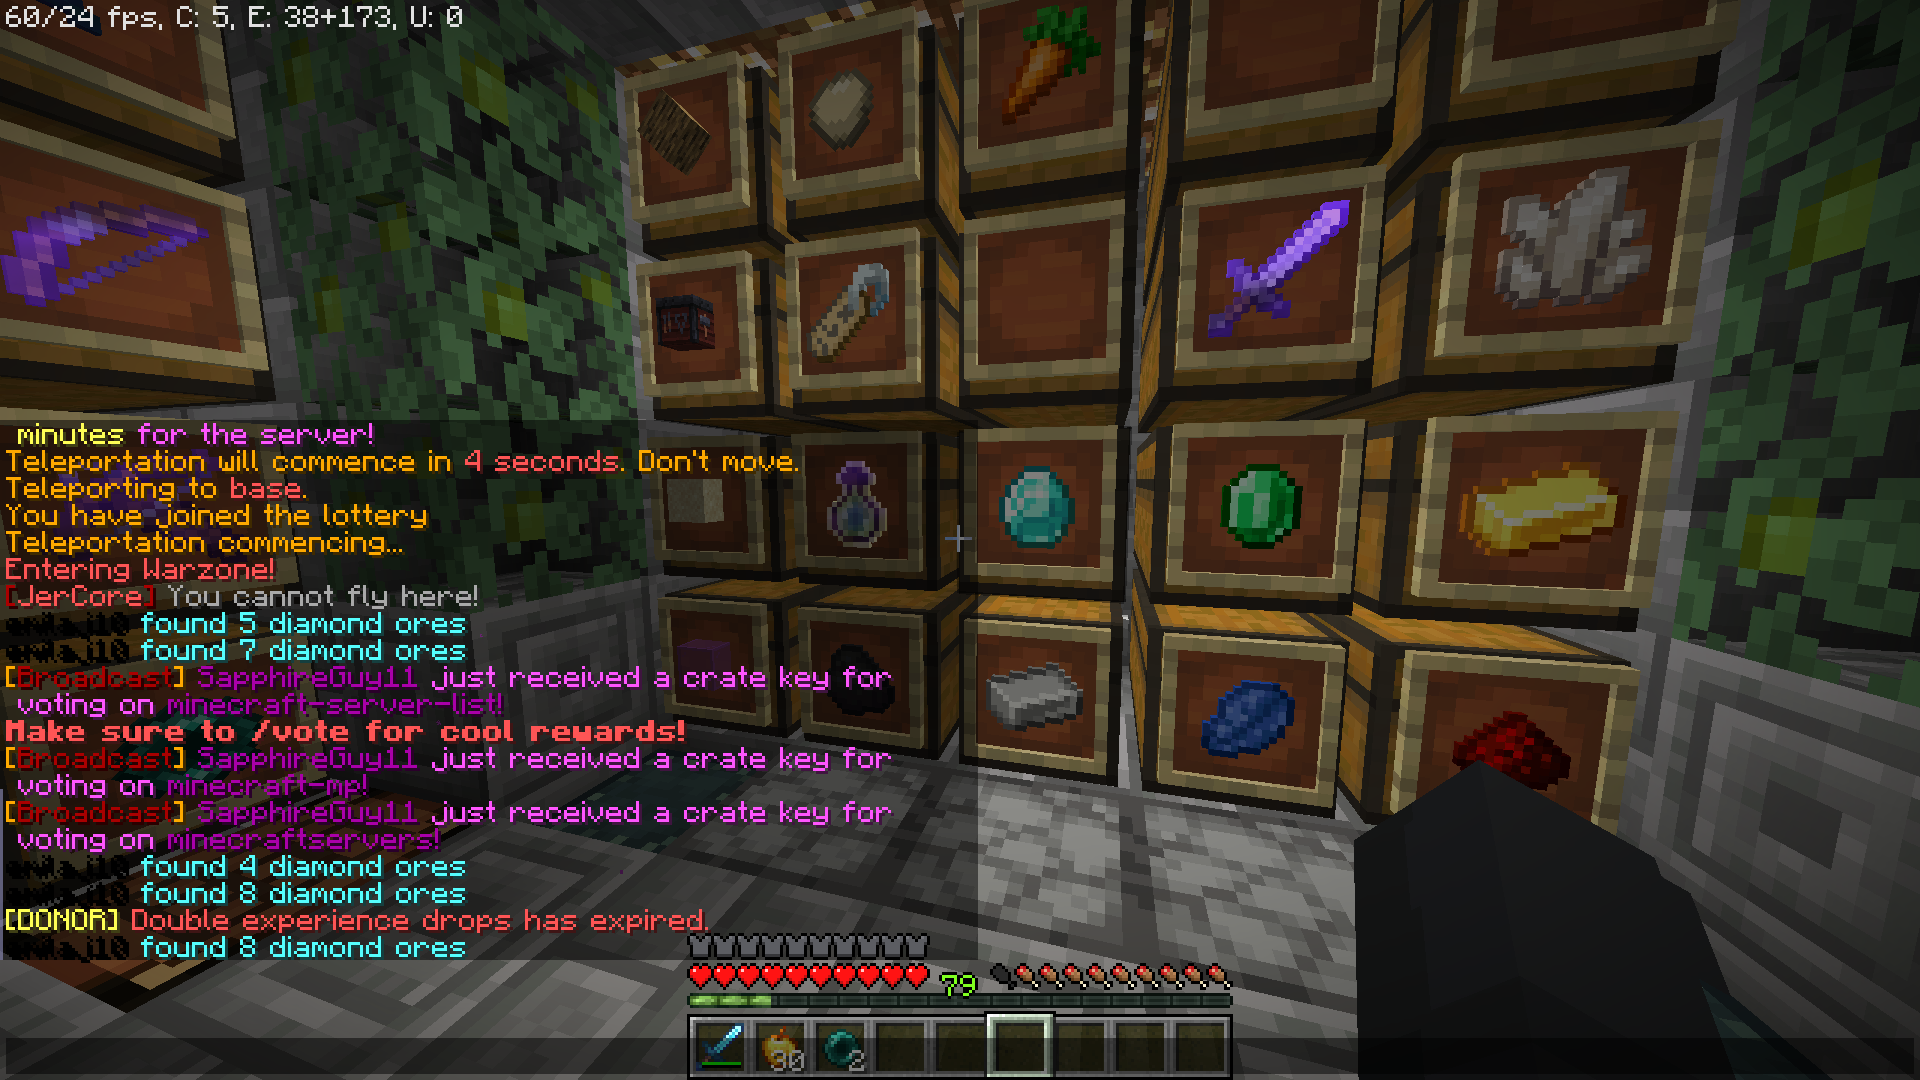 60/24 fps, C: 5, E: 38+173, U: 0
minutes for the server!
Teleportation will commence in 4 seconds. Don't move.
Teleporting to base.
You have joined the lottery
Teleportation commencing...
Entering Warzone!
[JerCore] You cannot fly here!
found 5 diamond ores
found 7 diamond ores
[Broadcast] SapphireGuy11 just received a crate key for
voting on minecraft-server-list!
Make sure to /vote for cool rewards!
[Broadcast] SapphireGuy11 just received a crate key for
voting on minecraft-mp!
[Broadcast] SapphireGuy11 just received a crate key for
voting on minecraftservers!
found 4 diamond ores
found 8 diamond ores
[DONOR] Double experience drops has expired.
found 8 diamond ores
79
30
2